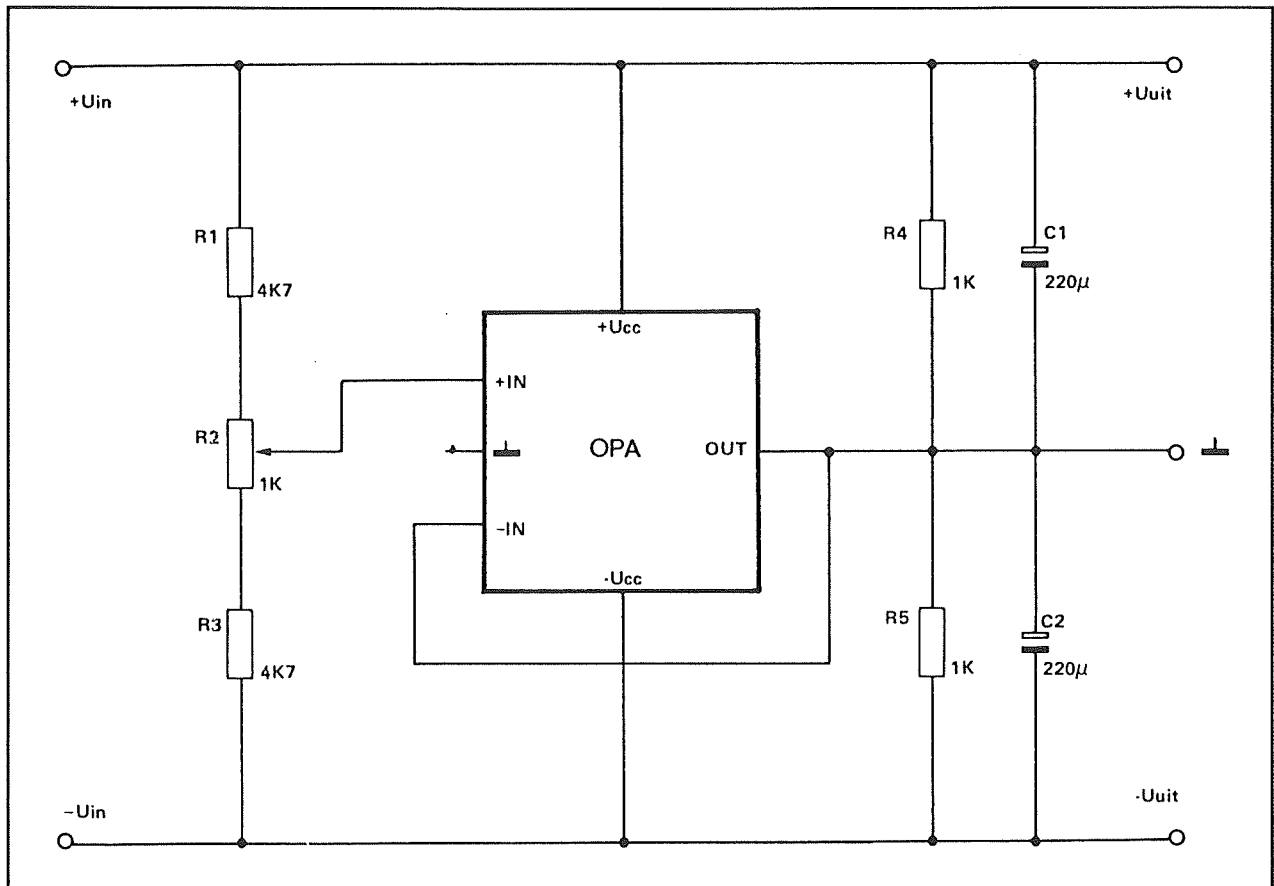 +Uin
+Uuit
R1
4K7
R4
1K
C1
220μ
+Ucc
+IN
R2
1K
OPA
OUT
-IN
-Ucc
R3
4K7
R5
1K
C2
220μ
-Uin
-Uuit